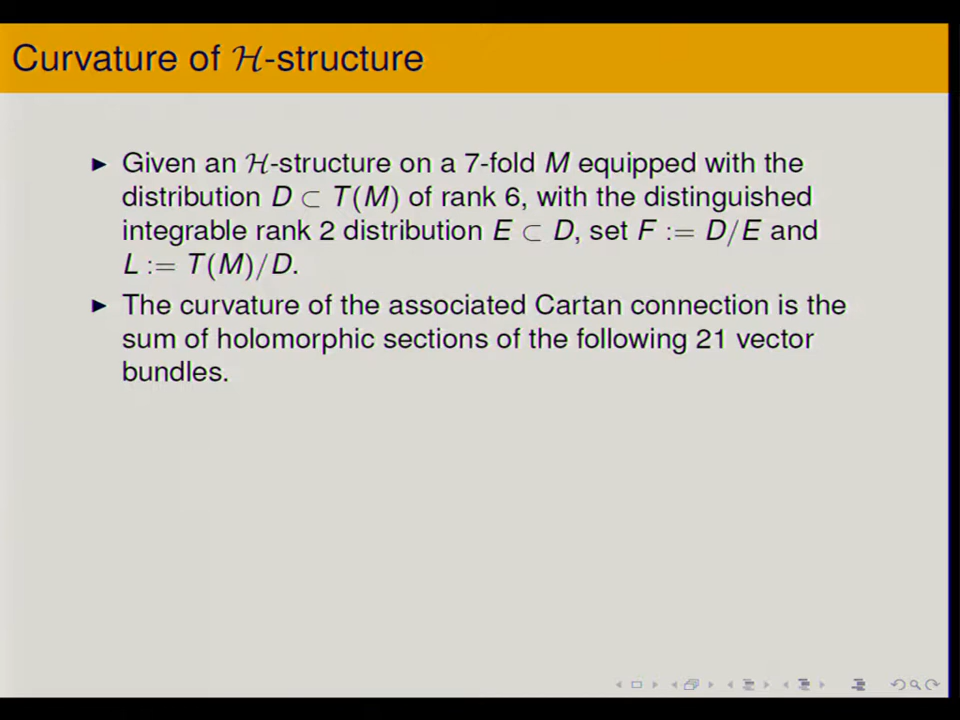 Curvature of ℋ-structure
▶ Given an ℋ-structure on a 7-fold M equipped with the
distribution D ⊂ T(M) of rank 6, with the distinguished
integrable rank 2 distribution E ⊂ D, set F := D/E and
L := T(M)/D.
▶ The curvature of the associated Cartan connection is the
sum of holomorphic sections of the following 21 vector
bundles.